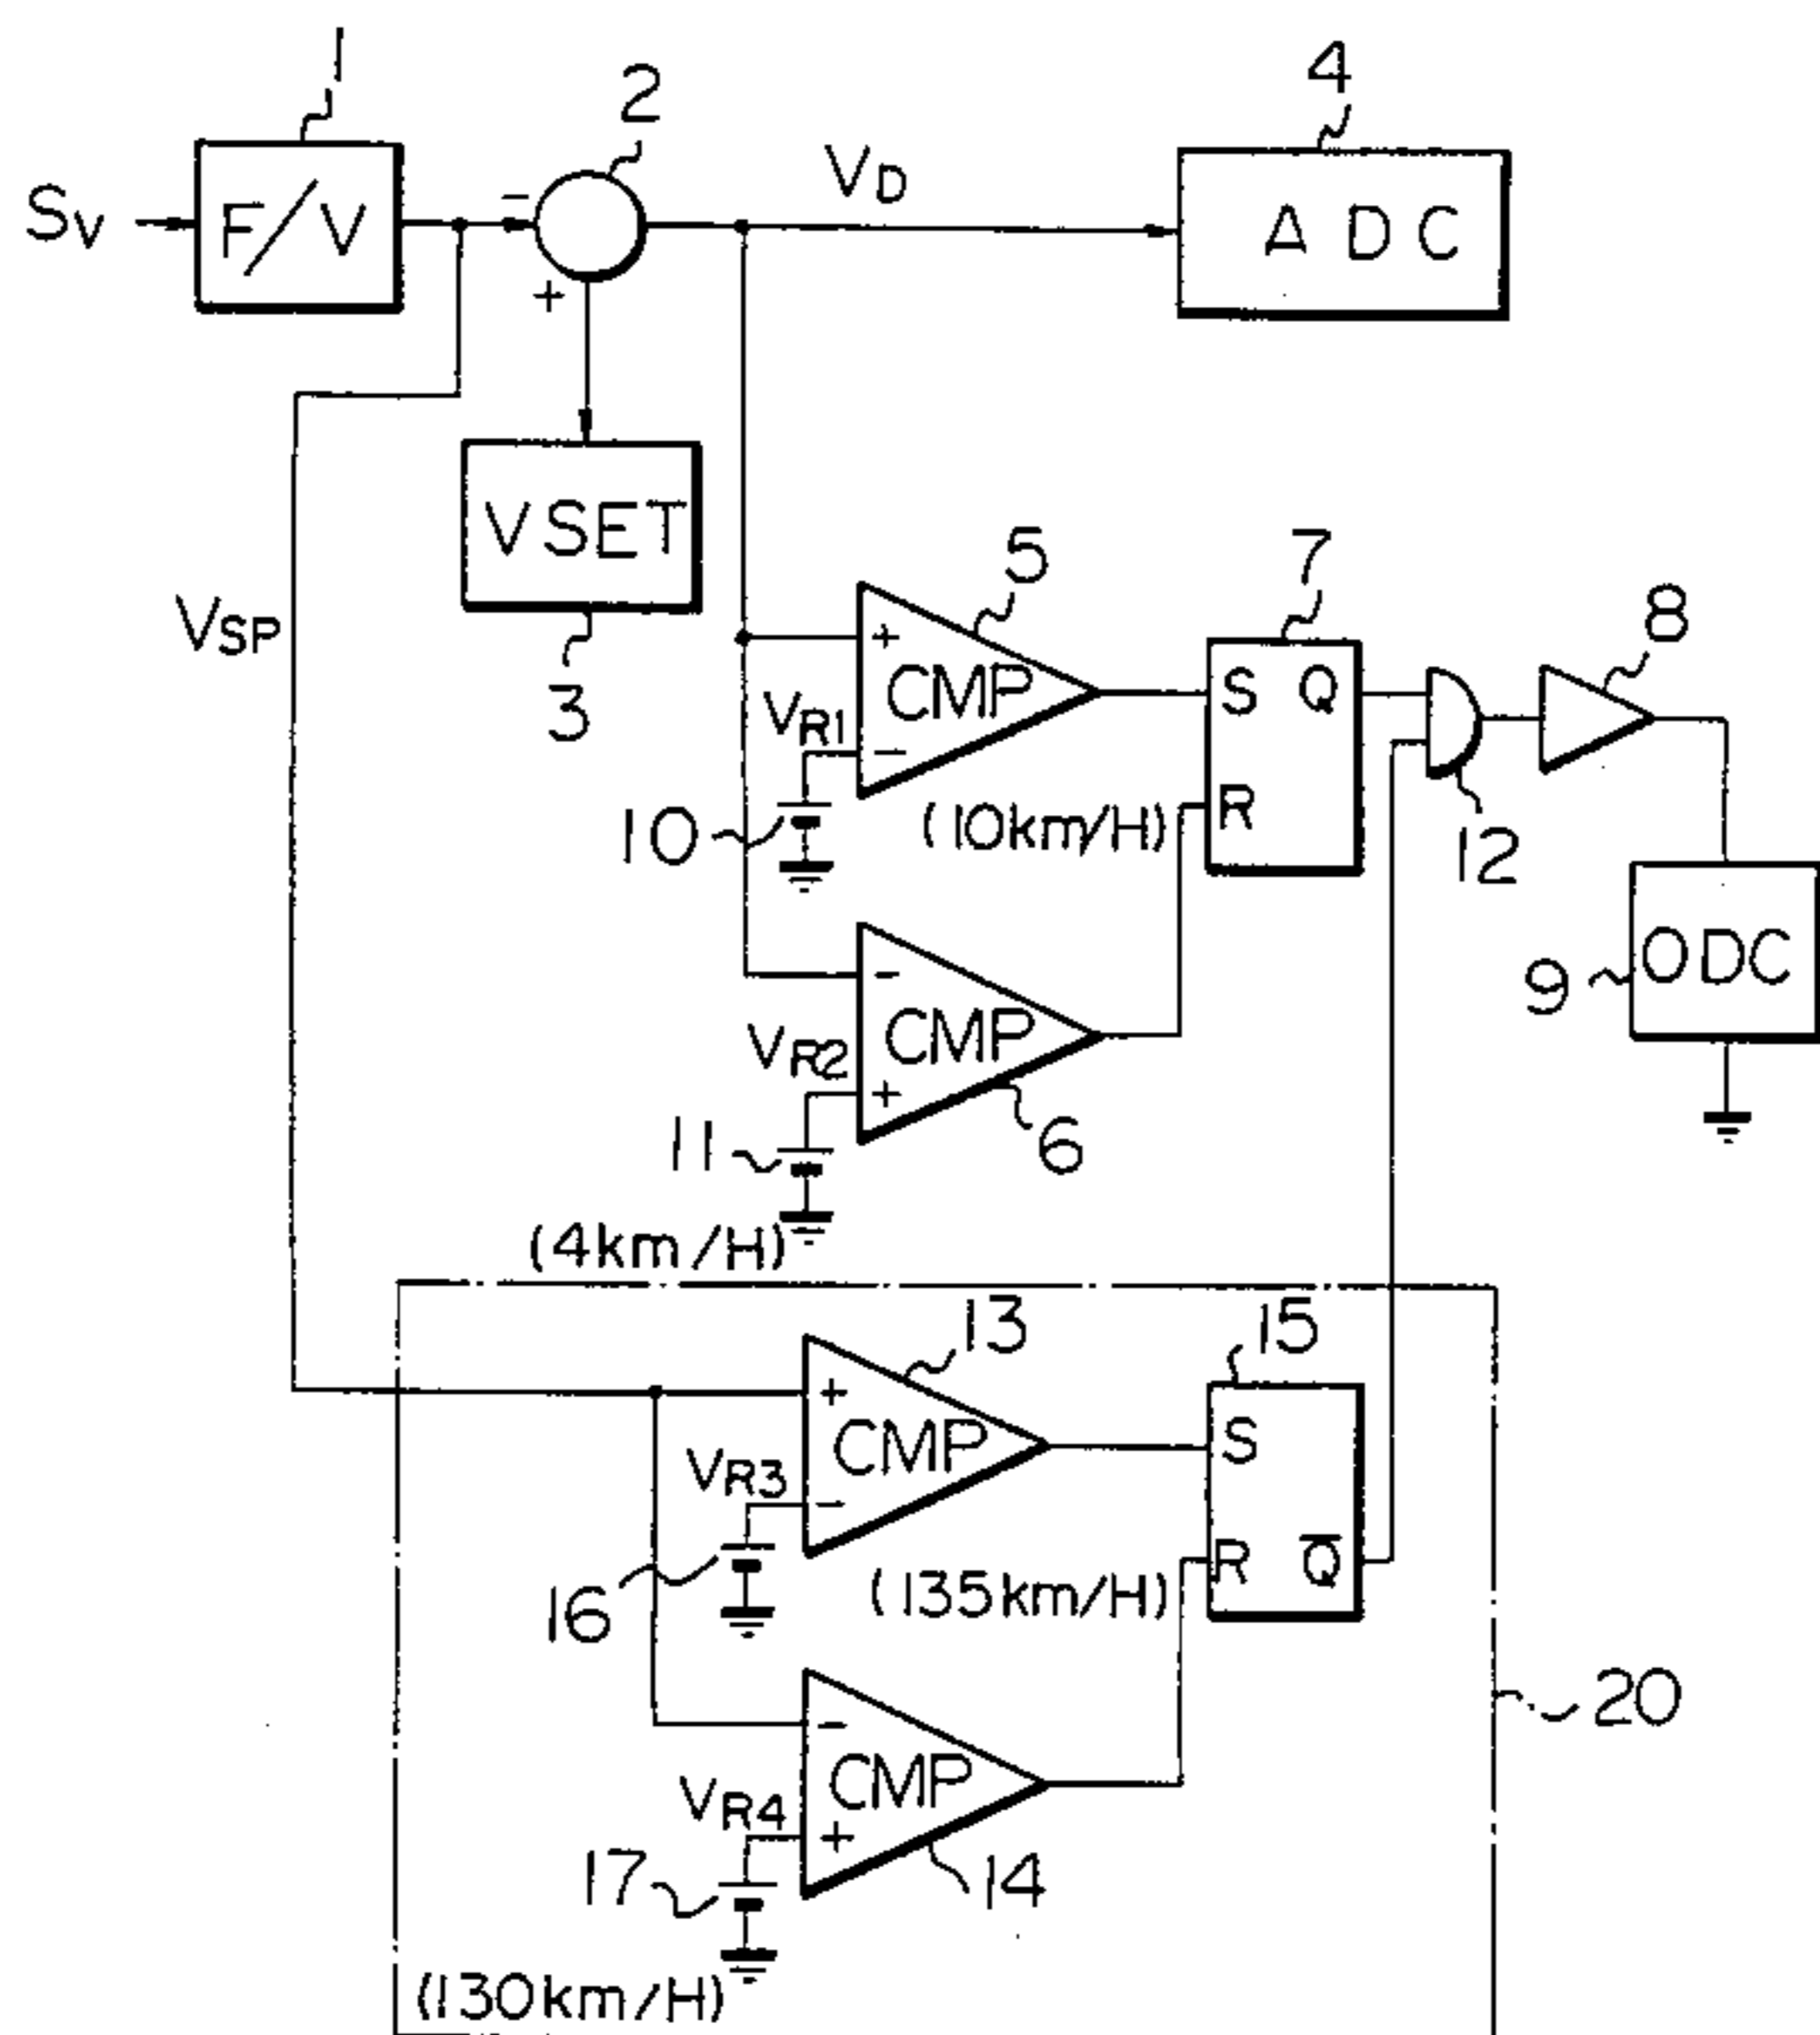 1
2
4
SV
F/V
-
VD
ADC
+
VSET
3
VSP
5
7
8
+
CMP
VR1
-
S Q
R
10
(10km/H)
12
-
CMP
VR2
+
9
ODC
11
6
(4km/H)
13
15
+
CMP
VR3
-
S
R Q̅
16
(135km/H)
-
CMP
VR4
+
20
17
14
(130km/H)